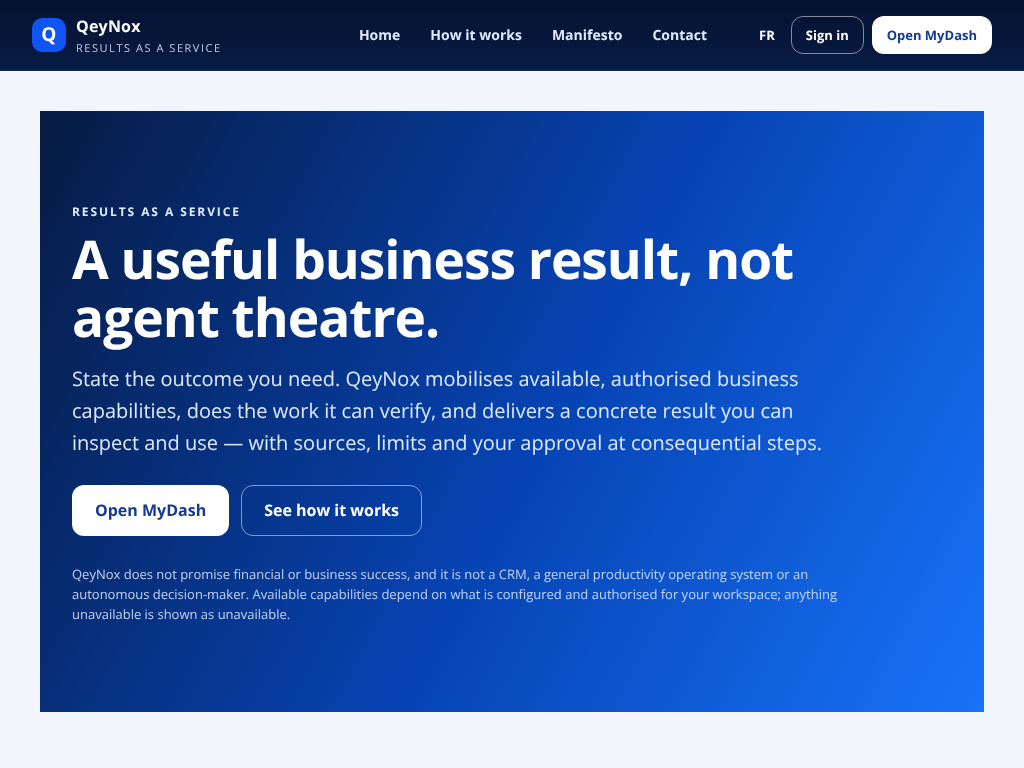 Q
QeyNox
RESULTS AS A SERVICE
Home
How it works
Manifesto
Contact
FR
Sign in
Open MyDash
RESULTS AS A SERVICE
A useful business result, not
agent theatre.
State the outcome you need. QeyNox mobilises available, authorised business
capabilities, does the work it can verify, and delivers a concrete result you can
inspect and use — with sources, limits and your approval at consequential steps.
Open MyDash
See how it works
QeyNox does not promise financial or business success, and it is not a CRM, a general productivity operating system or an
autonomous decision-maker. Available capabilities depend on what is configured and authorised for your workspace; anything
unavailable is shown as unavailable.